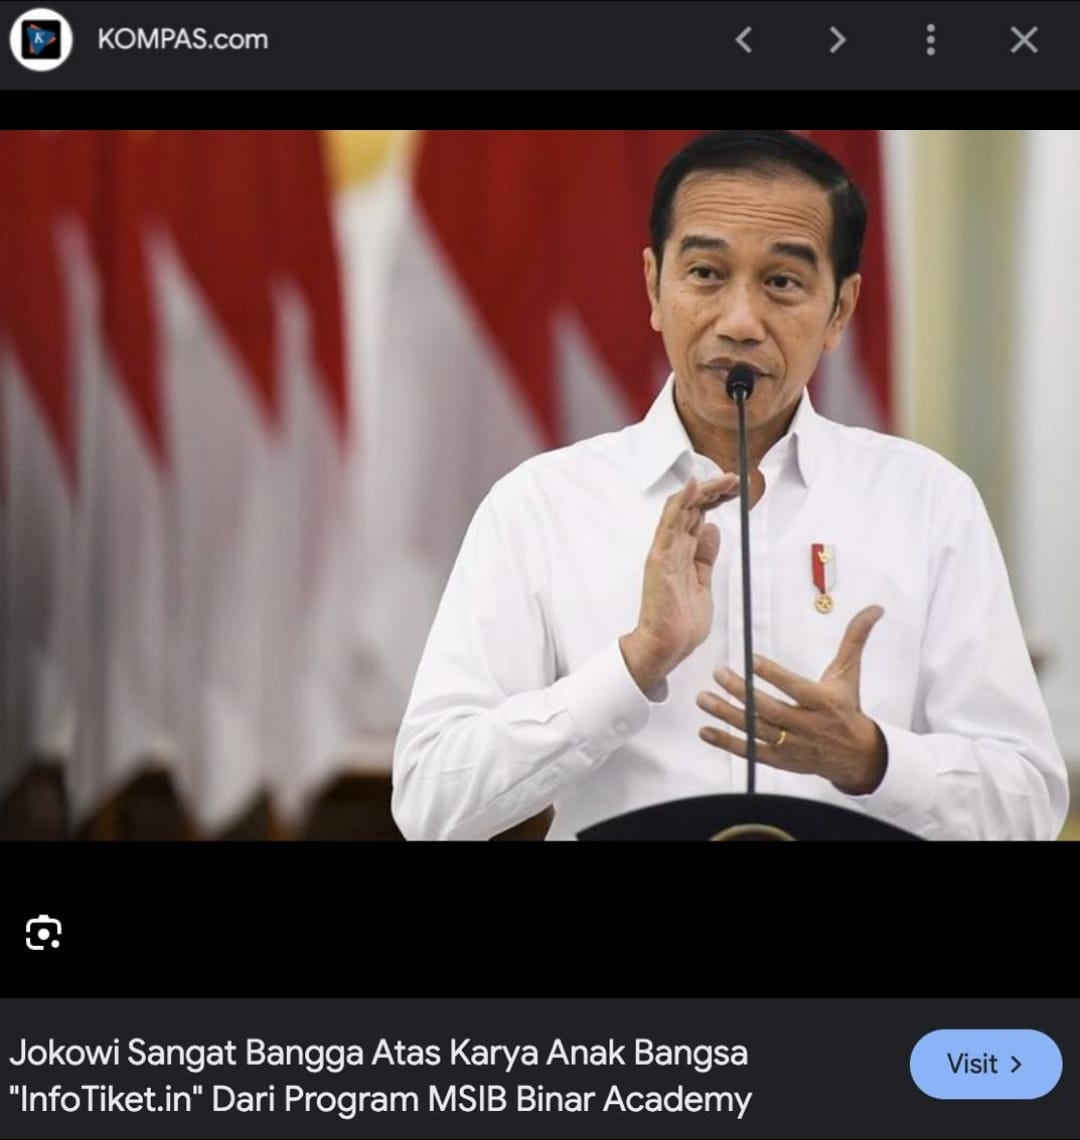 KOMPAS.com
Jokowi Sangat Bangga Atas Karya Anak Bangsa
"InfoTiket.in" Dari Program MSIB Binar Academy
Visit